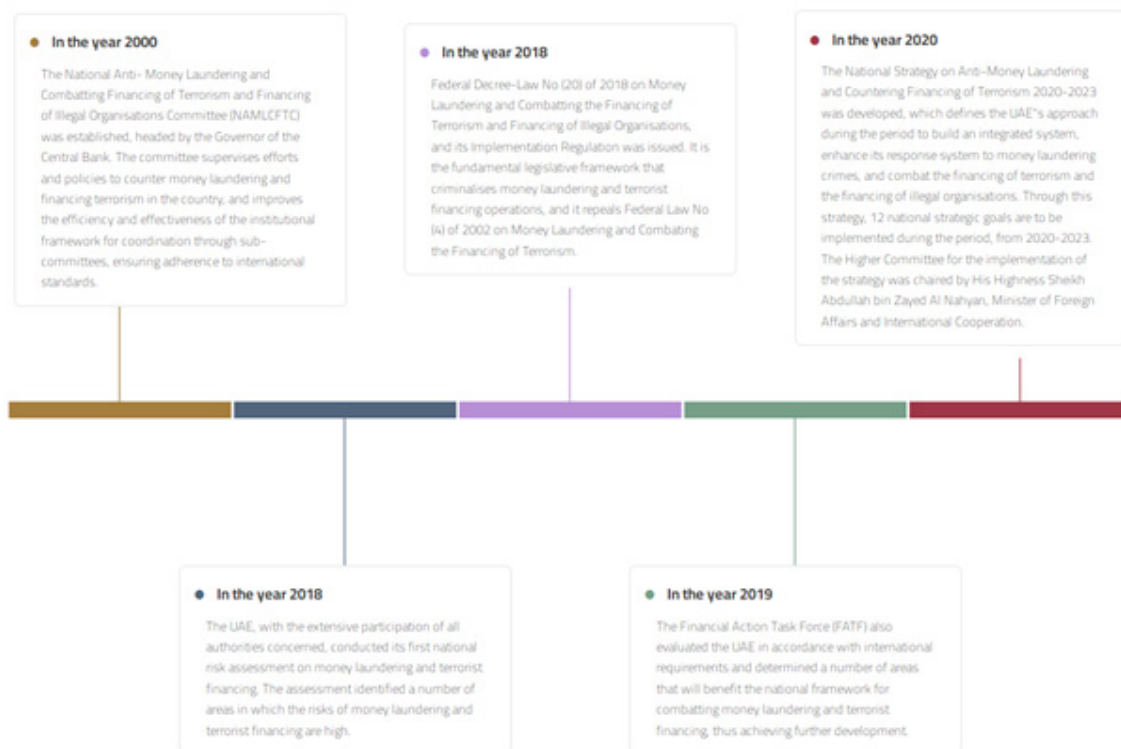 In the year 2000
The National Anti- Money Laundering and
Combatting Financing of Terrorism and Financing
of Illegal Organisations Committee (NAMLCFTC)
was established, headed by the Governor of the
Central Bank. The committee supervises efforts
and policies to counter money laundering and
financing terrorism in the country, and improves
the efficiency and effectiveness of the institutional
framework for coordination through sub-
committees, ensuring adherence to international
standards.
In the year 2018
The UAE, with the extensive participation of all
authorities concerned, conducted its first national
risk assessment on money laundering and terrorist
financing. The assessment identified a number of
areas in which the risks of money laundering and
terrorist financing are high.
In the year 2018
Federal Decree-Law No (20) of 2018 on Money
Laundering and Combatting the Financing of
Terrorism and Financing of Illegal Organisations,
and its Implementation Regulation was issued. It is
the fundamental legislative framework that
criminalises money laundering and terrorist
financing operations, and it repeals Federal Law No
(4) of 2002 on Money Laundering and Combating
the Financing of Terrorism.
In the year 2019
The Financial Action Task Force (FATF) also
evaluated the UAE in accordance with international
requirements and determined a number of areas
that will benefit the national framework for
combatting money laundering and terrorist
financing, thus achieving further development.
In the year 2020
The National Strategy on Anti-Money Laundering
and Countering Financing of Terrorism 2020-2023
was developed, which defines the UAE"s approach
during the period to build an integrated system,
enhance its response system to money laundering
crimes, and combat the financing of terrorism and
the financing of illegal organisations. Through this
strategy, 12 national strategic goals are to be
implemented during the period, from 2020-2023.
The Higher Committee for the implementation of
the strategy was chaired by His Highness Sheikh
Abdullah bin Zayed Al Nahyan, Minister of Foreign
Affairs and International Cooperation.